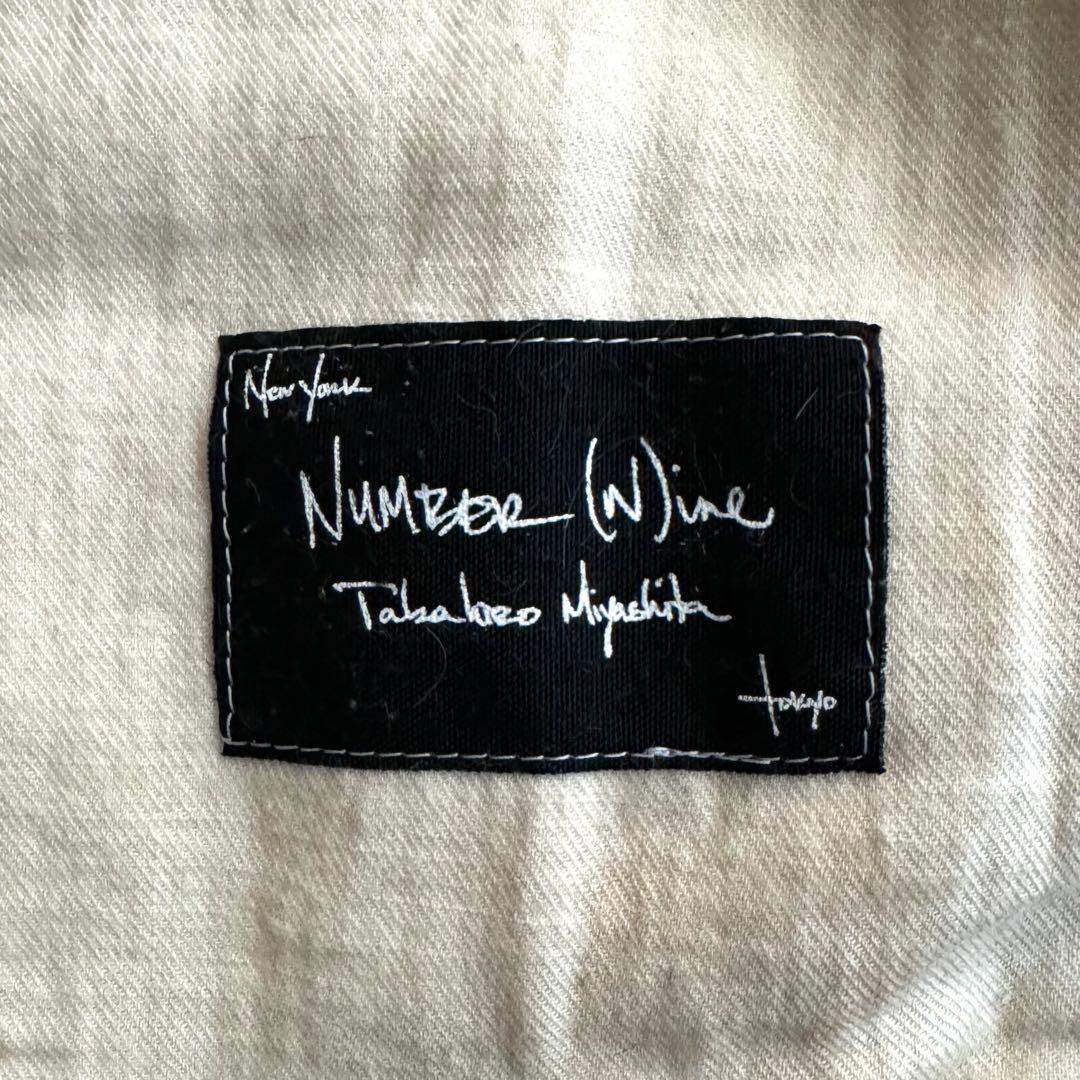 New York
NUMBER (N)ine
Takahiro Miyashita
tokyo